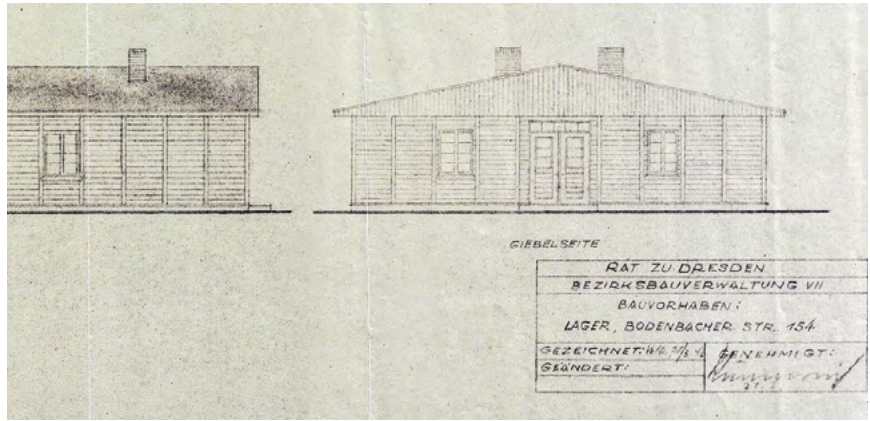 GIEBELSEITE
RAT ZU DRESDEN
BEZIRKSBAUVERWALTUNG VII
BAUVORHABEN:
LAGER, BODENBACHER STR. 154
GEZEICHNET:
GENEHMIGT:
GEÄNDERT: